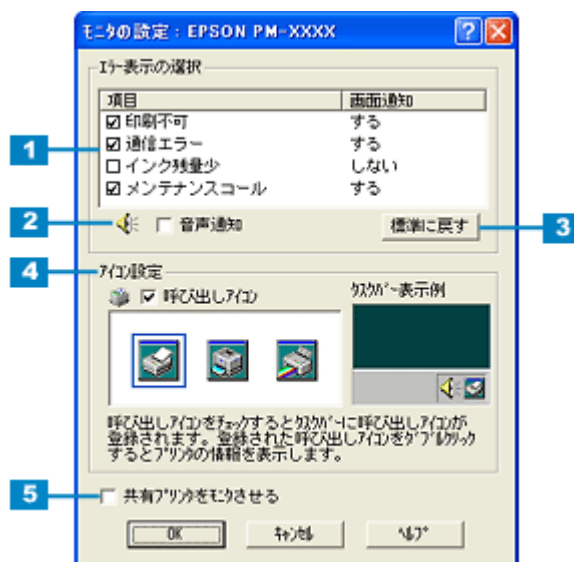 ﾓﾆﾀの設定 : EPSON PM-XXXX
ｴﾗｰ表示の選択
項目 画面通知
印刷不可 する
1
通信エラー する
インク残量少 しない
メンテナンスコール する
2 音声通知 標準に戻す 3
4 ｱｲｺﾝ設定
呼び出しｱｲｺﾝ ﾀｽｸﾊﾞｰ表示例
呼び出しｱｲｺﾝをﾁｪｯｸするとﾀｽｸﾊﾞｰに呼び出しｱｲｺﾝが
登録されます。登録された呼び出しｱｲｺﾝをﾀﾞﾌﾞﾙｸﾘｯｸ
するとﾌﾟﾘﾝﾀの情報を表示します。
5 共有ﾌﾟﾘﾝﾀをﾓﾆﾀさせる
OK ｷｬﾝｾﾙ ﾍﾙﾌﾟ